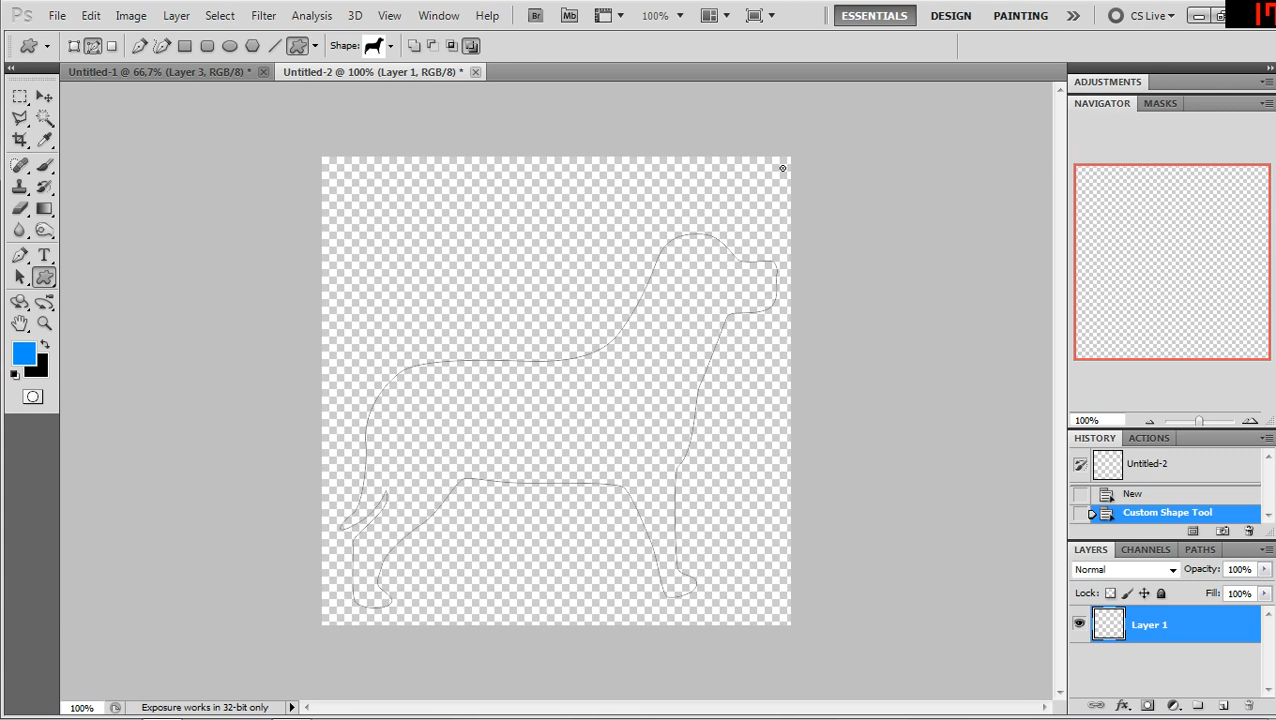 Ps File Edit Image Layer Select Filter Analysis 3D View Window Help Br Mb 100% ESSENTIALS DESIGN PAINTING CS Live
Shape:
Untitled-1 @ 66,7% (Layer 3, RGB/8) * Untitled-2 @ 100% (Layer 1, RGB/8) *
ADJUSTMENTS
NAVIGATOR MASKS
T
100%
HISTORY ACTIONS
Untitled-2
New
Custom Shape Tool
LAYERS CHANNELS PATHS
Normal Opacity: 100%
Lock: Fill: 100%
Layer 1
100% Exposure works in 32-bit only
fx